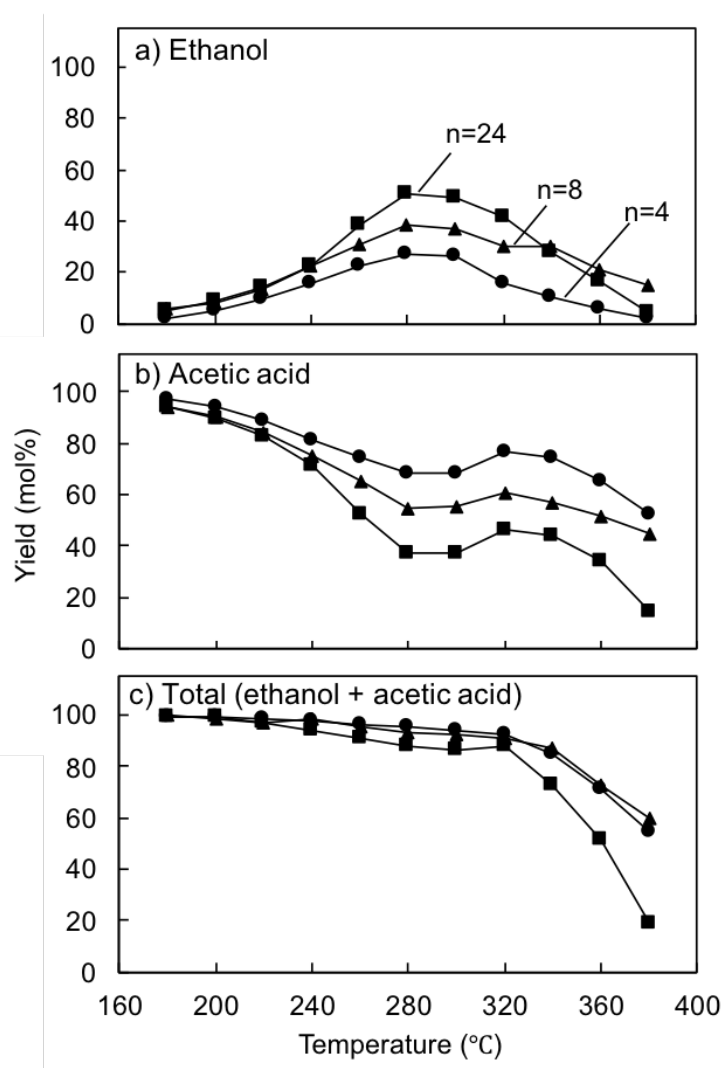 a) Ethanol
100
80
60
40
20
0
n=24
n=8
n=4
b) Acetic acid
100
80
60
40
20
0
Yield (mol%)
c) Total (ethanol + acetic acid)
100
80
60
40
20
0
160 200 240 280 320 360 400
Temperature (℃)